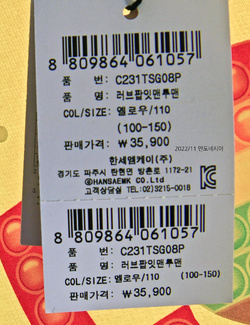 8 809864 061057
품 번: C231TSG08P
품 명: 러브팝잇맨투맨
COL/SIZE: 옐로우/110
(100-150)
판매가격: ₩ 35,900
2022/11 인도네시아
한세엠케이(주)
경기도 파주시 탄현면 방촌로 1172-21
@HANSAEMK CO.Ltd
고객상담실 TEL:02)3215-0018
8 809864 061057
품 번: C231TSG08P
품 명: 러브팝잇맨투맨
COL/SIZE: 옐로우/110 (100-150)
판매가격: ₩ 35,900